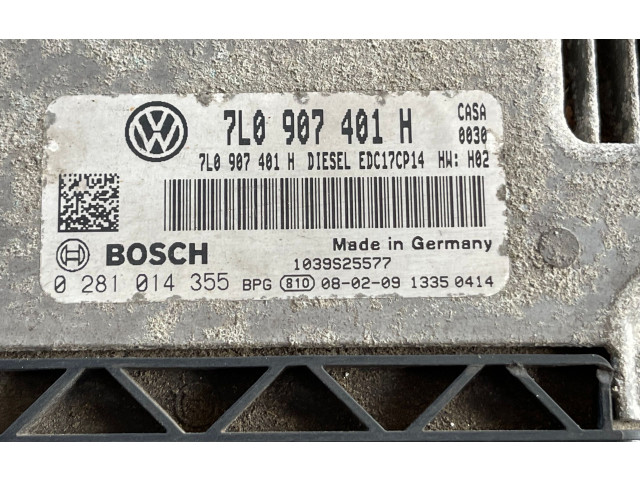 7L0 907 401 H CASA
0030
7L0 907 401 H DIESEL EDC17CP14 HW: H02
BOSCH Made in Germany
1039S25577
0 281 014 355 BPG 810 08-02-09 1335 0414